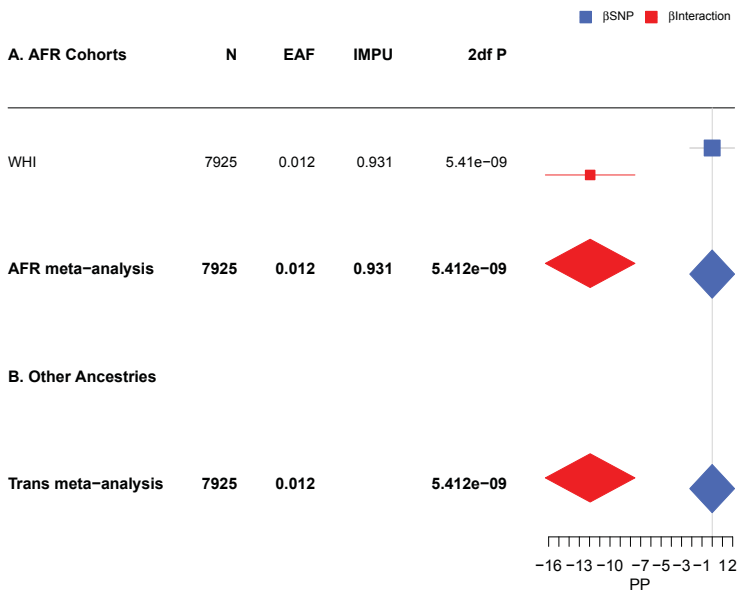 βSNP βInteraction
A. AFR Cohorts N EAF IMPU 2df P
WHI 7925 0.012 0.931 5.41e−09
AFR meta−analysis 7925 0.012 0.931 5.412e−09
B. Other Ancestries
Trans meta−analysis 7925 0.012 5.412e−09
−16 −13 −10 −7 −5 −3 −1 12
PP